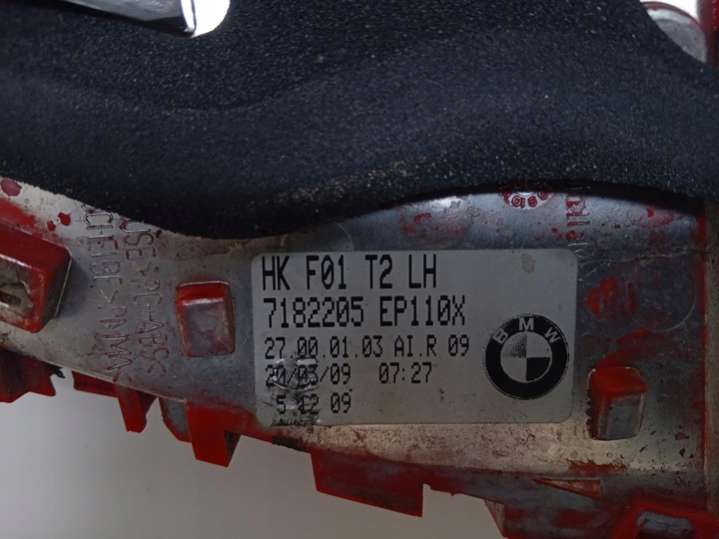 HK F01 T2 LH
7182205 EP110X
27.00.01.03 AI.R 09
20/03/09 07:27
5 12 09
BMW